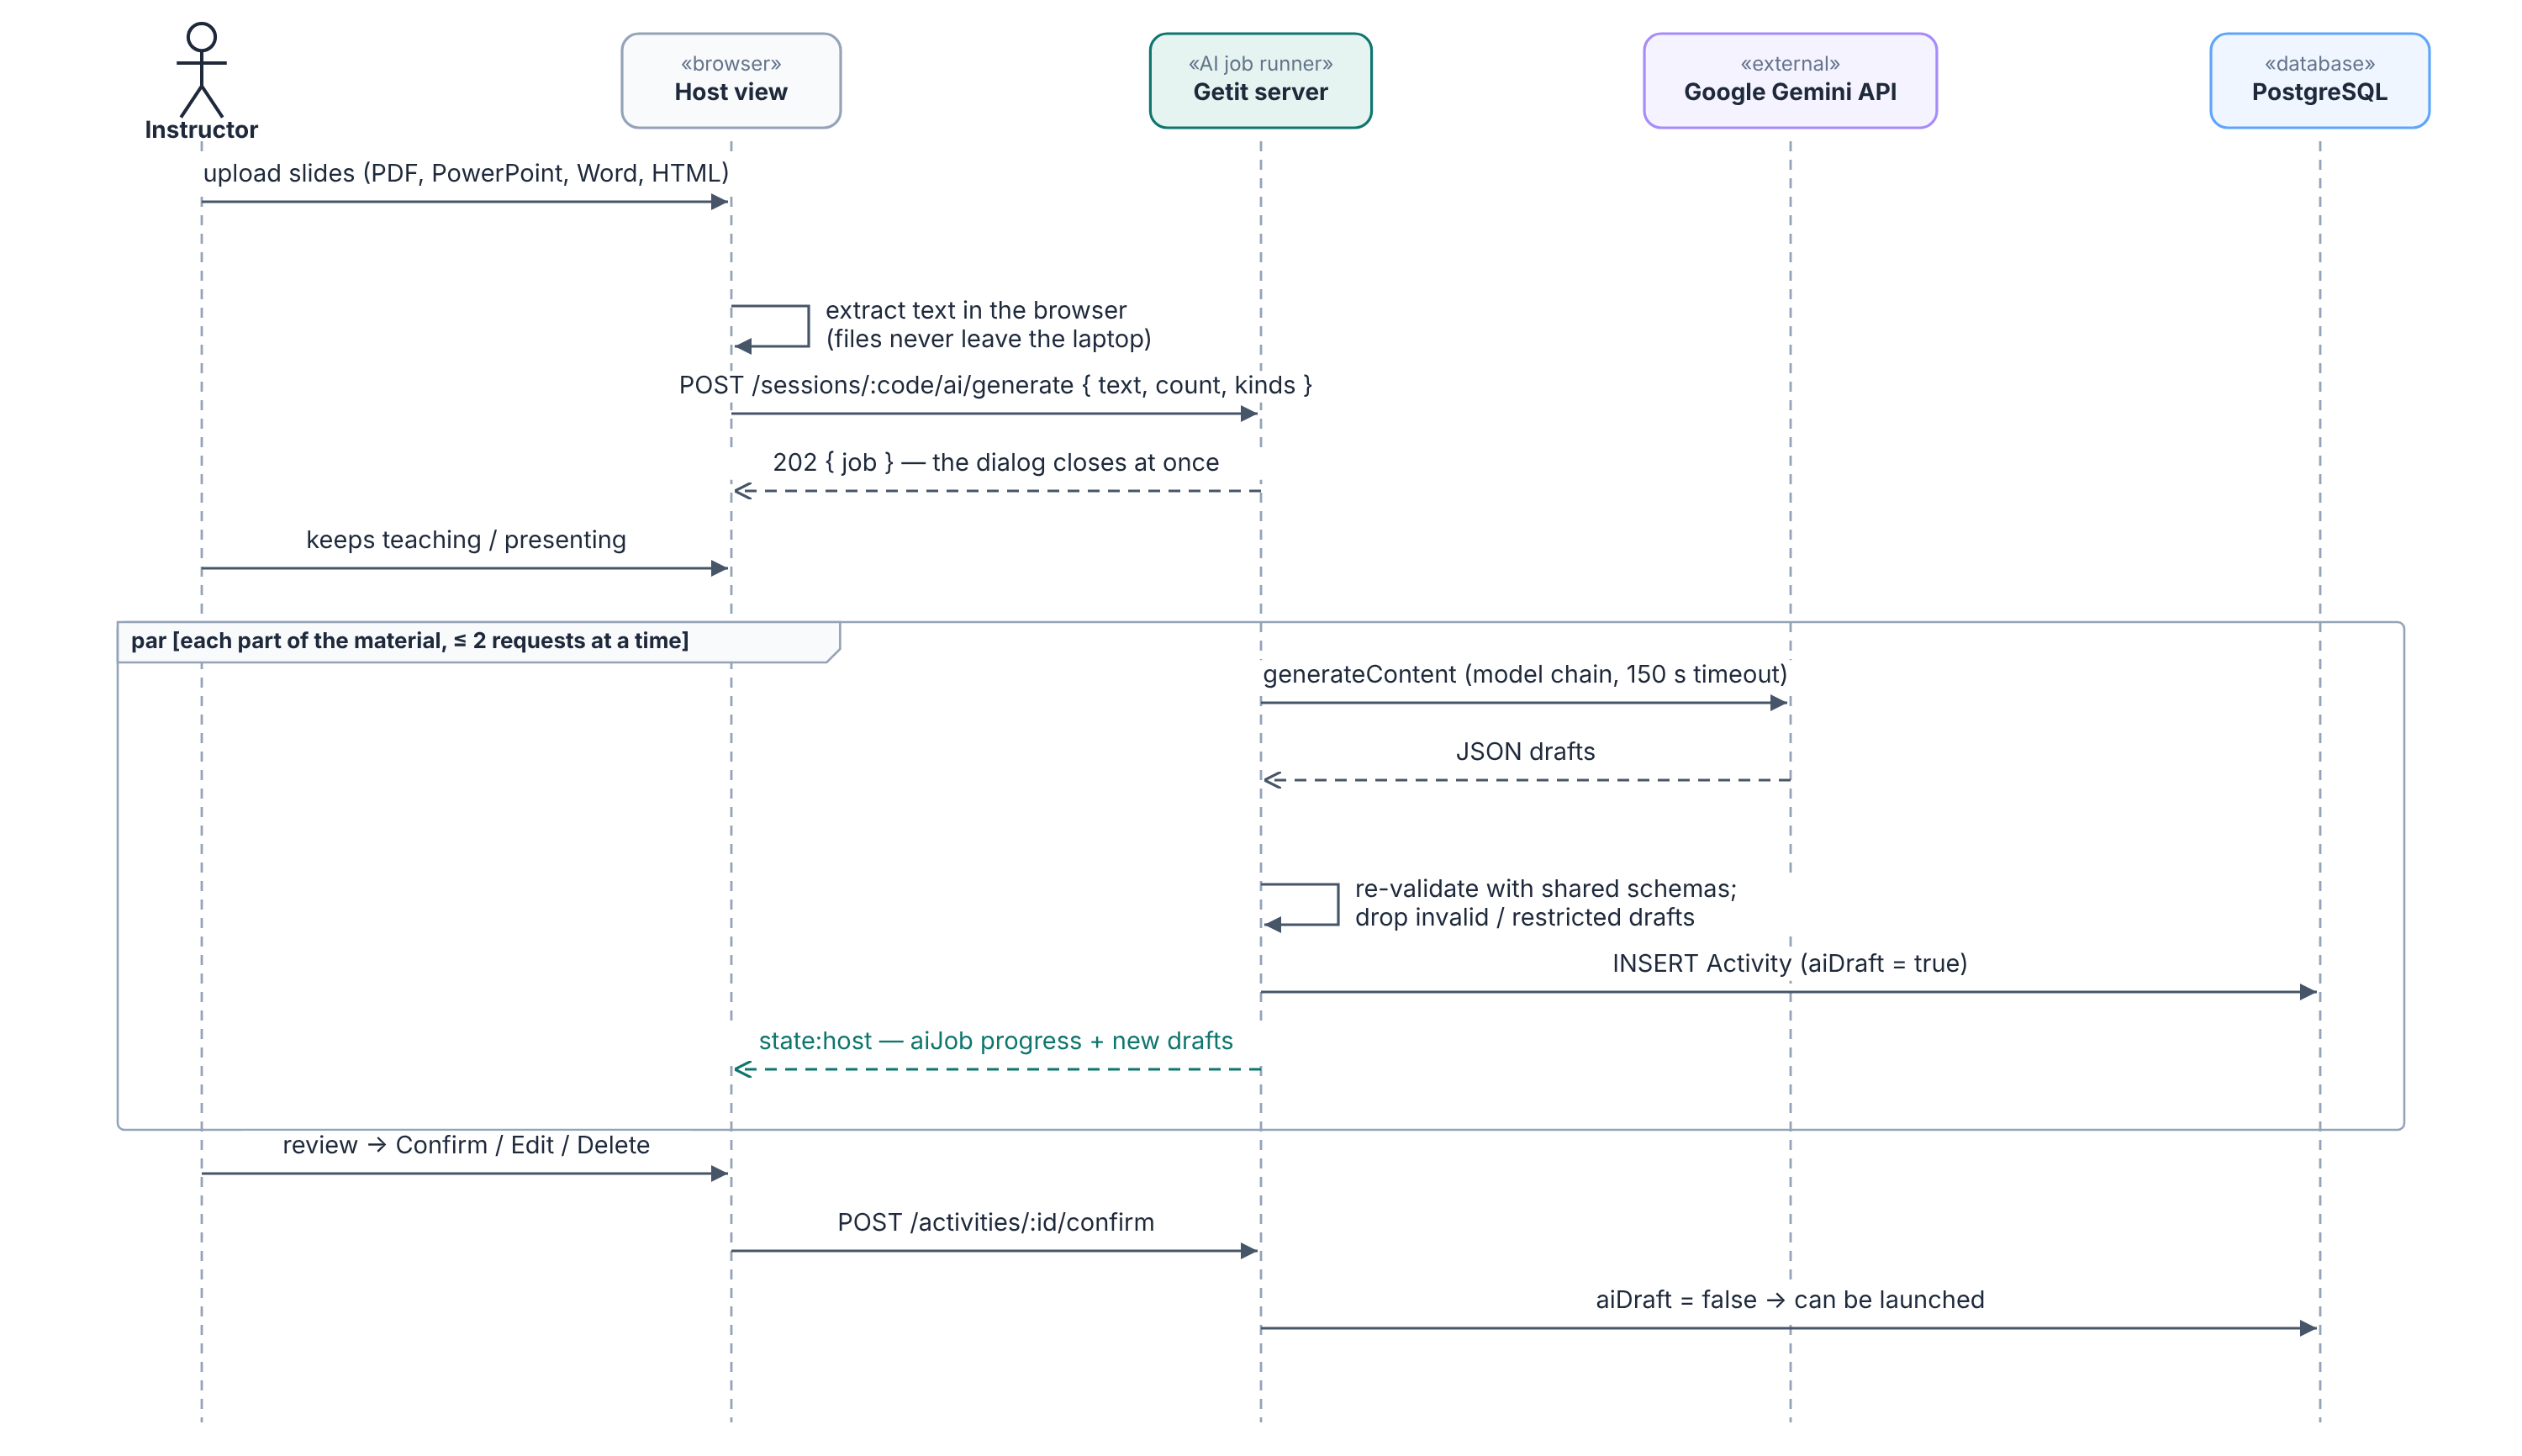 «browser»
Host view
«AI job runner»
Getit server
«external»
Google Gemini API
«database»
PostgreSQL
Instructor
upload slides (PDF, PowerPoint, Word, HTML)
extract text in the browser
(files never leave the laptop)
POST /sessions/:code/ai/generate { text, count, kinds }
202 { job } — the dialog closes at once
keeps teaching / presenting
par [each part of the material, ≤ 2 requests at a time]
generateContent (model chain, 150 s timeout)
JSON drafts
re-validate with shared schemas;
drop invalid / restricted drafts
INSERT Activity (aiDraft = true)
state:host — aiJob progress + new drafts
review → Confirm / Edit / Delete
POST /activities/:id/confirm
aiDraft = false → can be launched